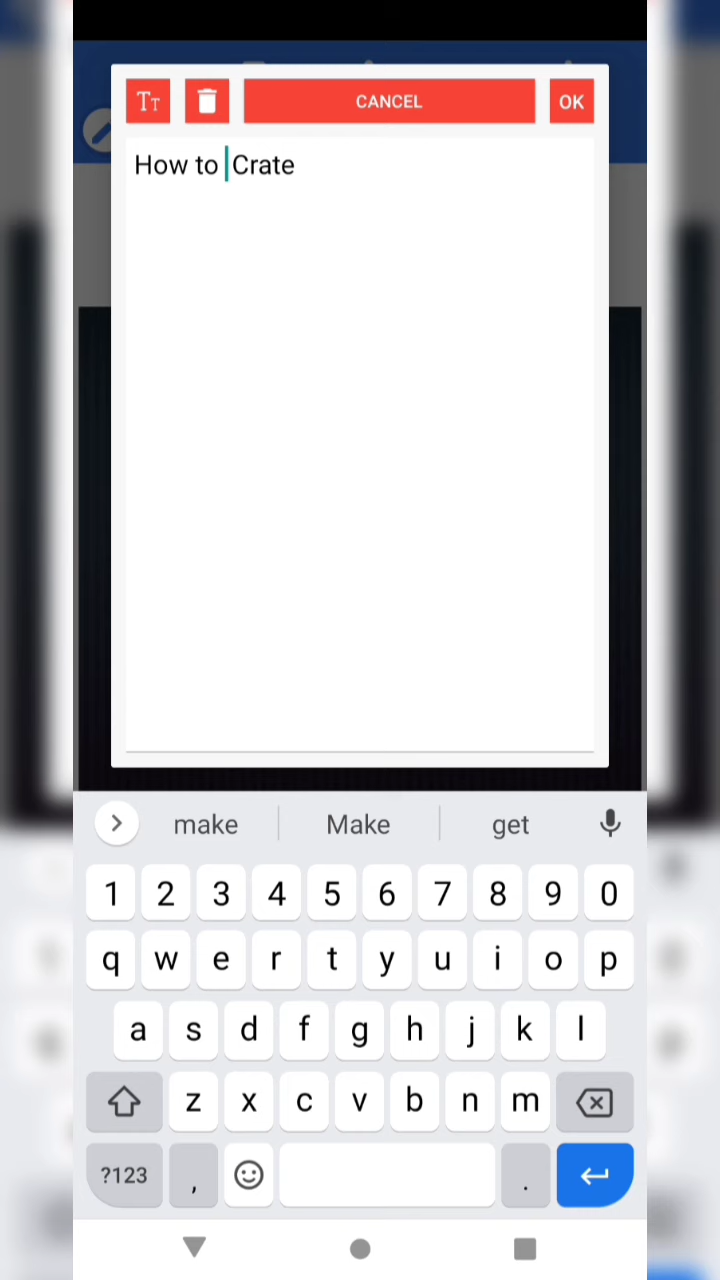 TT
CANCEL
OK
How to Crate
make Make get
1 2 3 4 5 6 7 8 9 0
q w e r t y u i o p
a s d f g h j k l
z x c v b n m
?123 , .